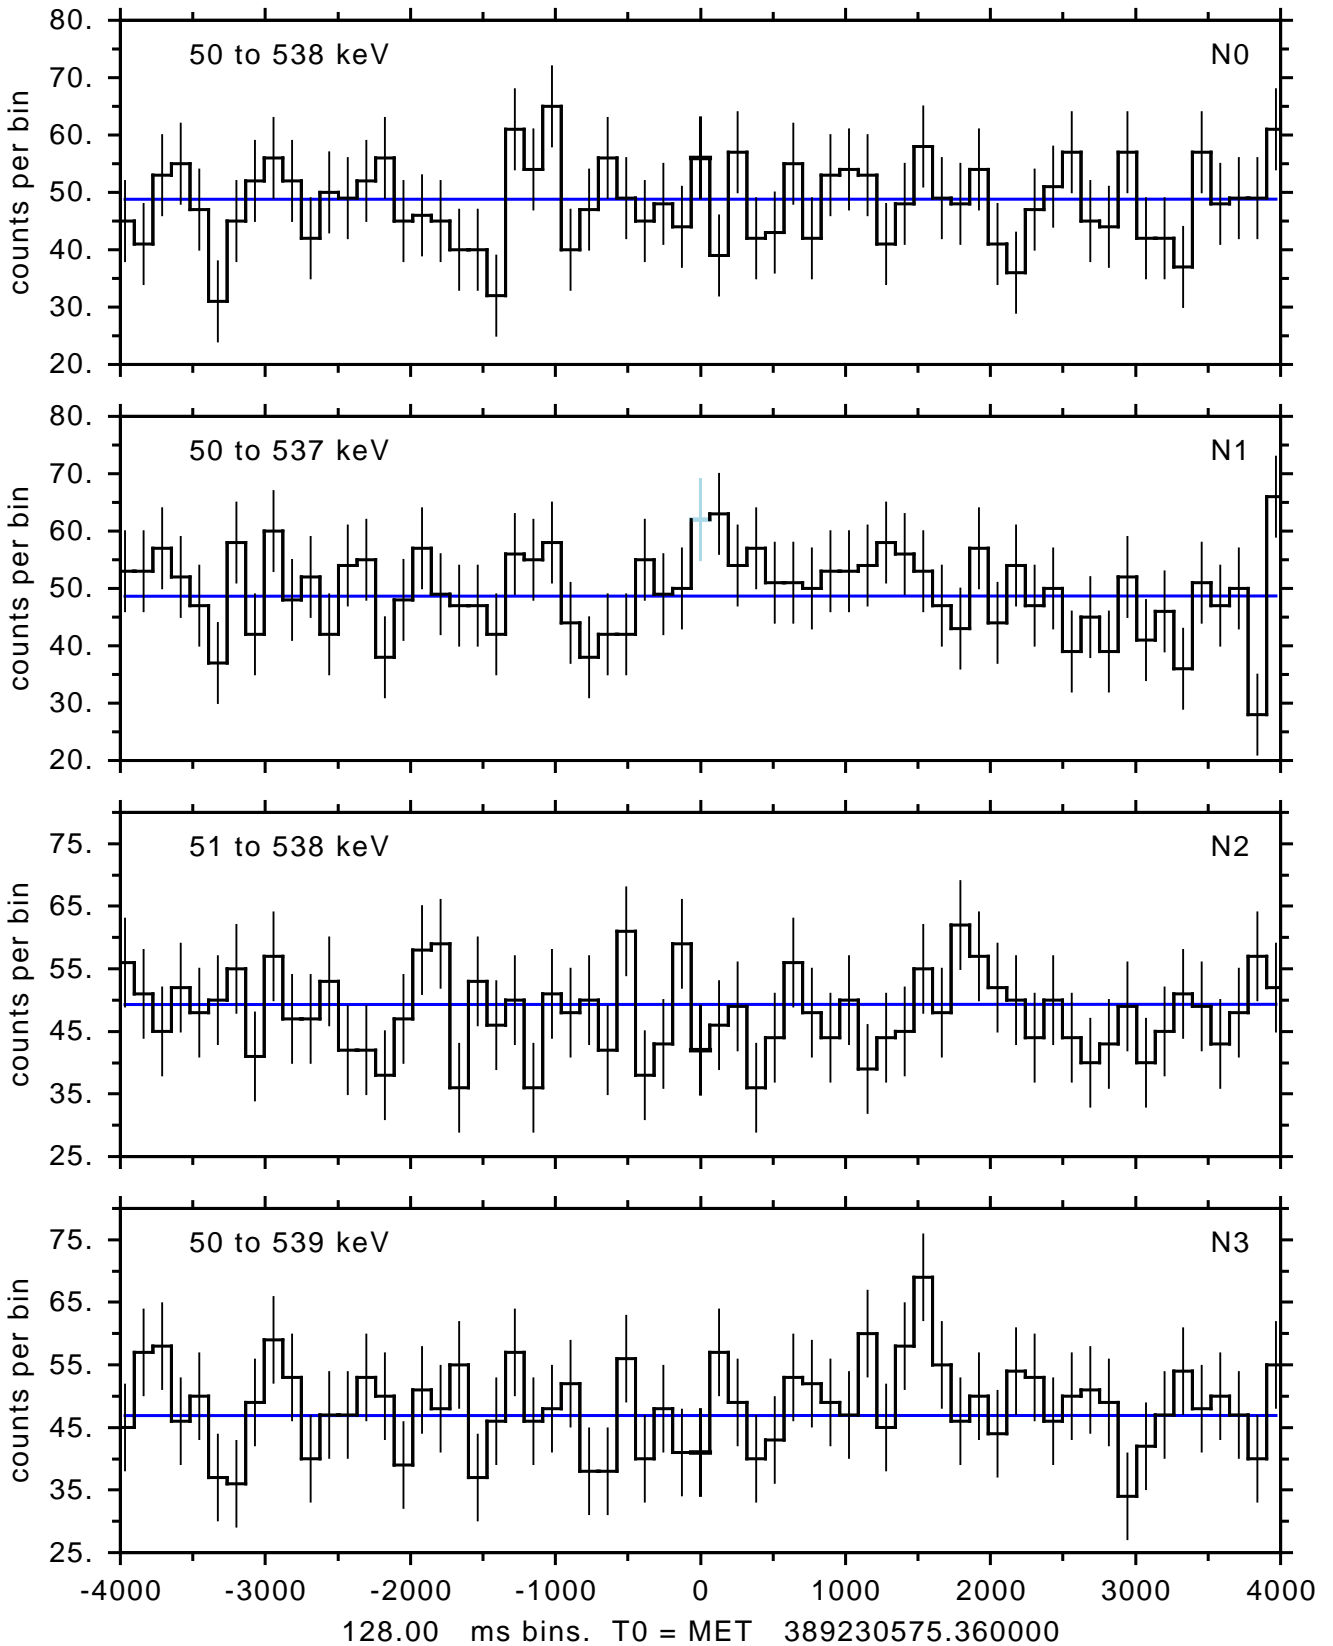 80.
50 to 538 keV N0
70.
60.
50.
40.
30.
20.
counts per bin
80.
50 to 537 keV N1
70.
60.
50.
40.
30.
20.
counts per bin
51 to 538 keV N2
75.
65.
55.
45.
35.
25.
counts per bin
50 to 539 keV N3
75.
65.
55.
45.
35.
25.
counts per bin
-4000 -3000 -2000 -1000 0 1000 2000 3000 4000
128.00 ms bins. T0 = MET 389230575.360000